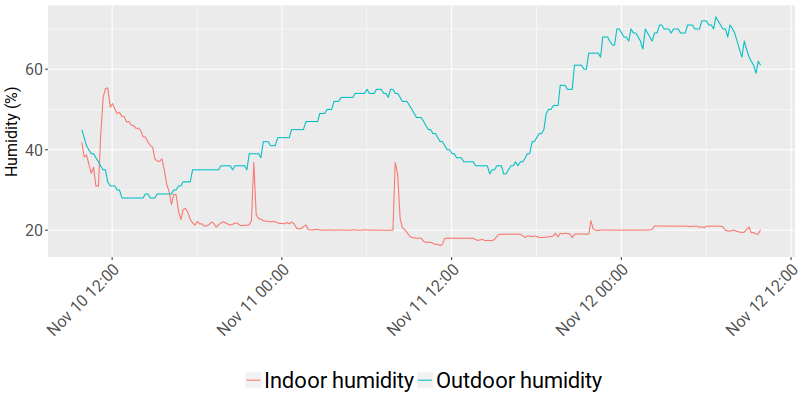 Humidity (%)
60
40
20
Nov 10 12:00
Nov 11 00:00
Nov 11 12:00
Nov 12 00:00
Nov 12 12:00
Indoor humidity
Outdoor humidity